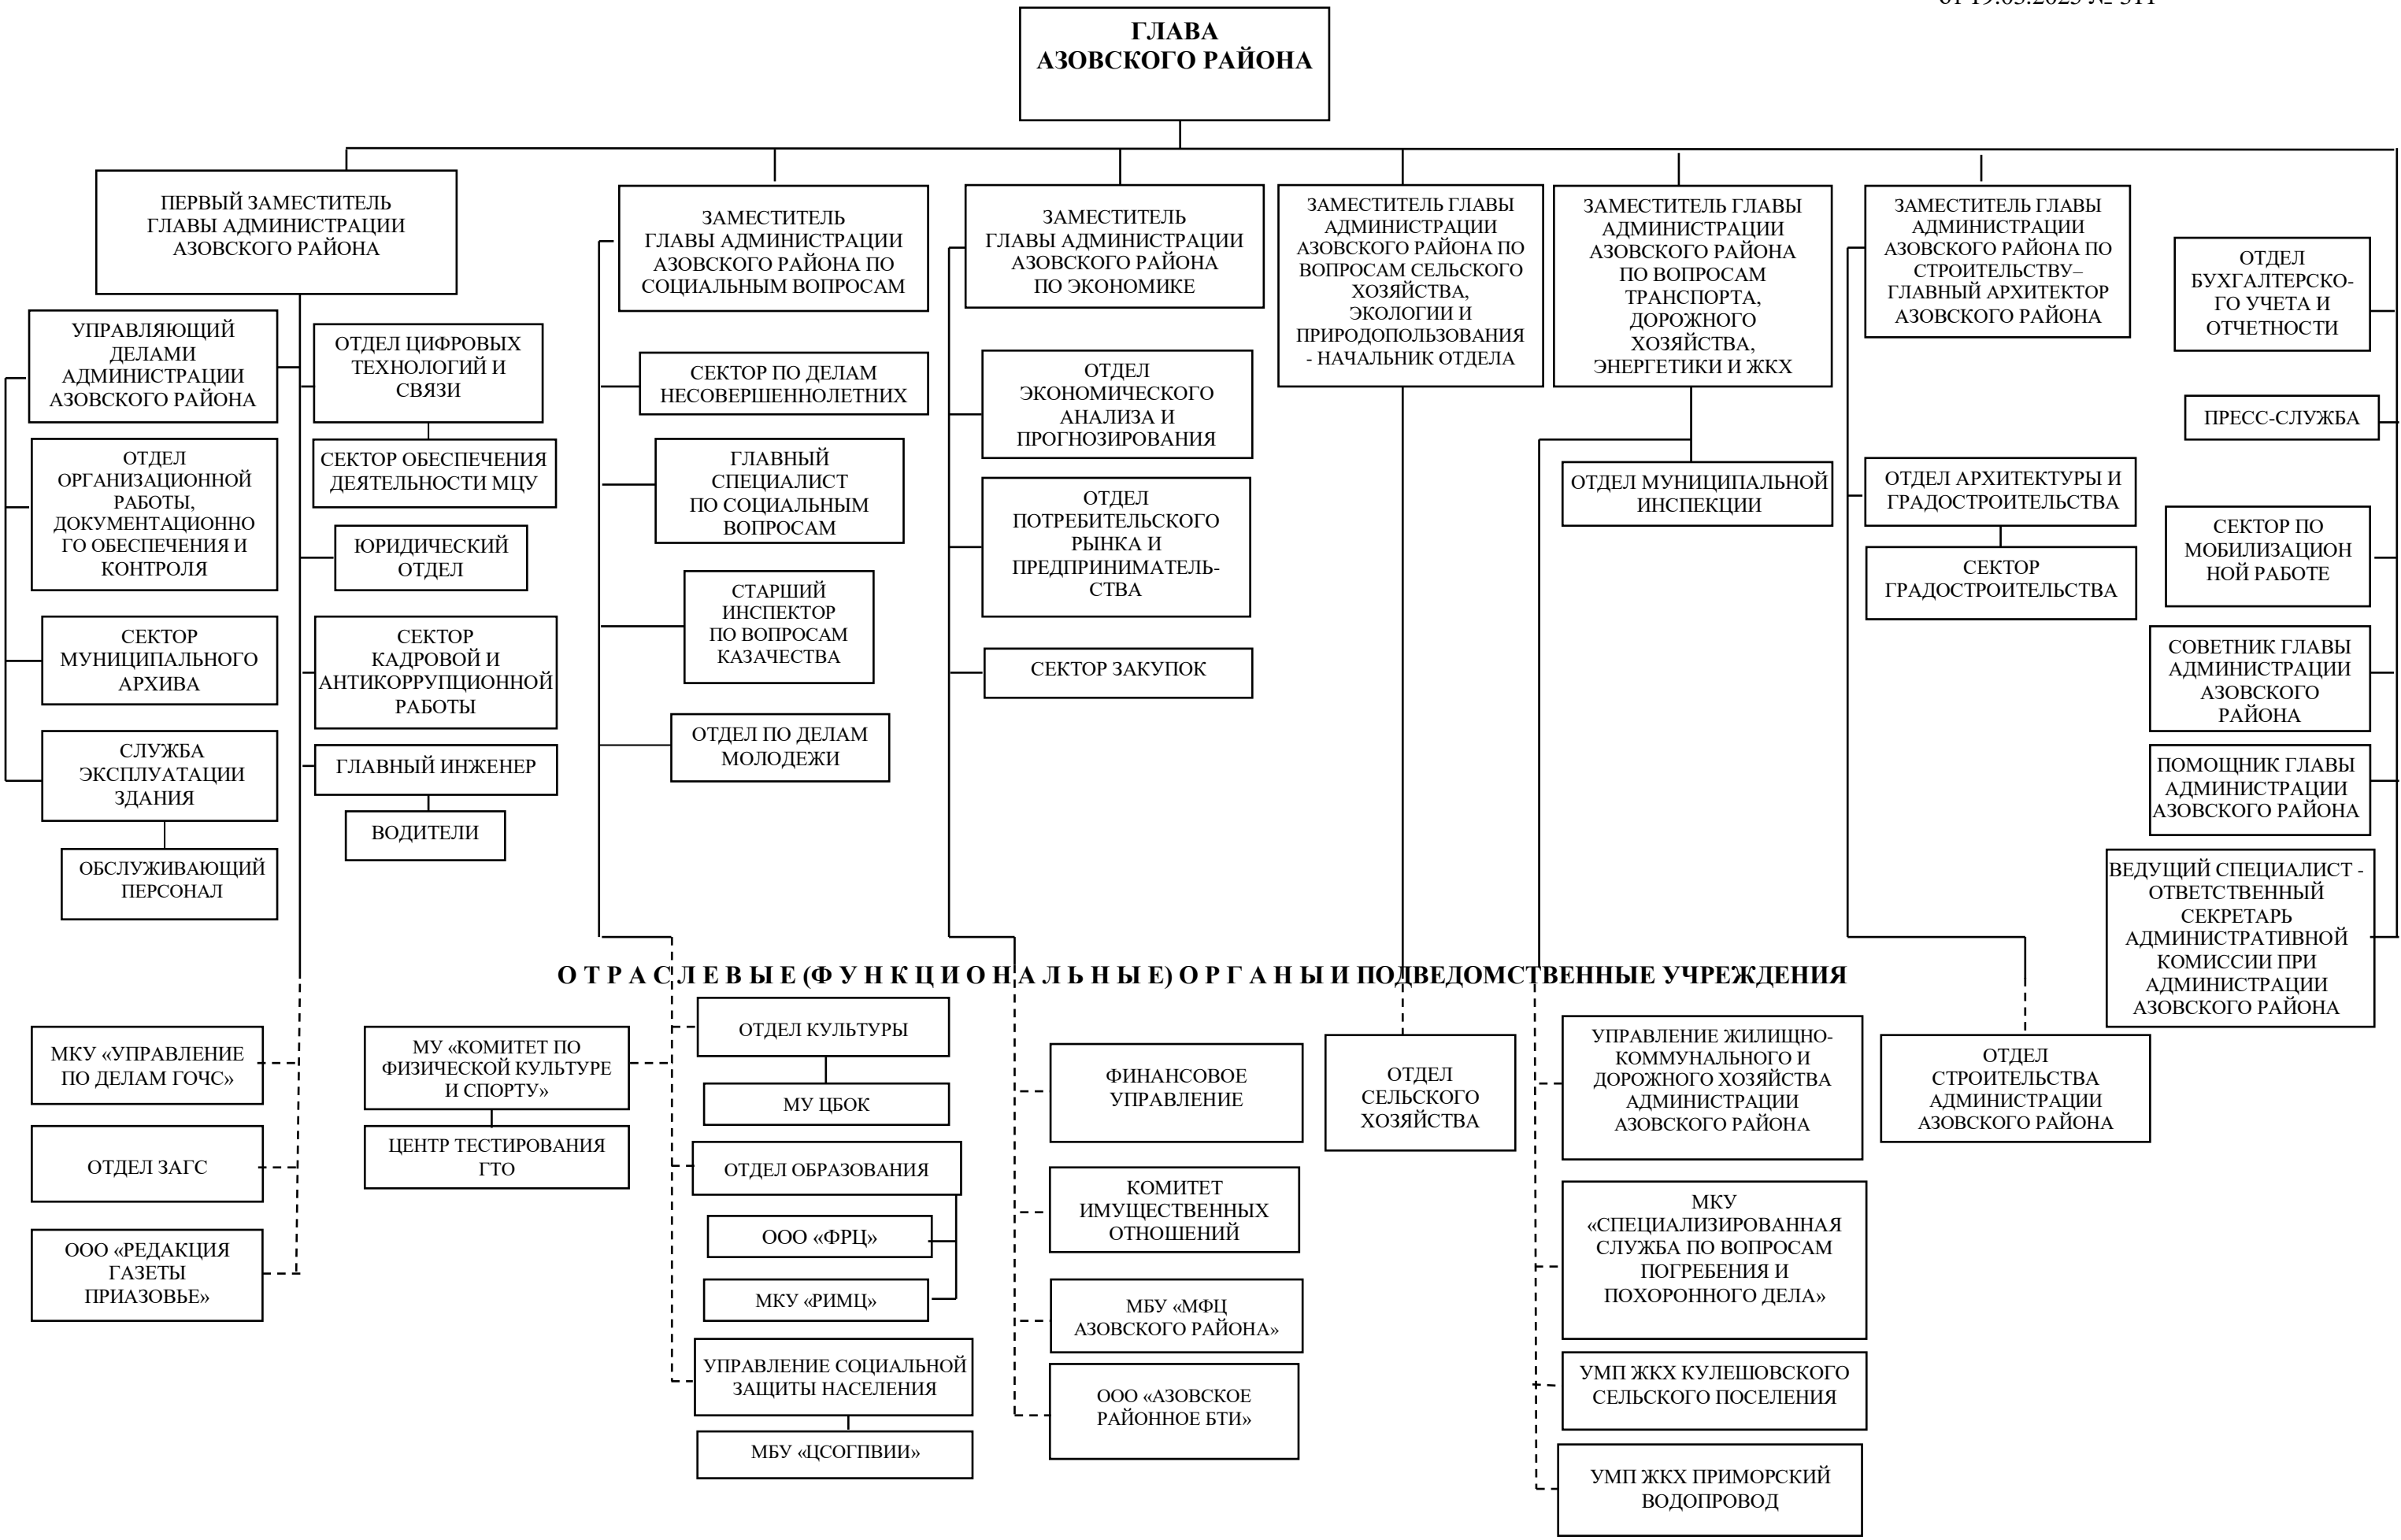 ГЛАВА
АЗОВСКОГО РАЙОНА
ПЕРВЫЙ ЗАМЕСТИТЕЛЬ
ГЛАВЫ АДМИНИСТРАЦИИ
АЗОВСКОГО РАЙОНА
ЗАМЕСТИТЕЛЬ
ГЛАВЫ АДМИНИСТРАЦИИ
АЗОВСКОГО РАЙОНА ПО
СОЦИАЛЬНЫМ ВОПРОСАМ
ЗАМЕСТИТЕЛЬ
ГЛАВЫ АДМИНИСТРАЦИИ
АЗОВСКОГО РАЙОНА
ПО ЭКОНОМИКЕ
ЗАМЕСТИТЕЛЬ ГЛАВЫ
АДМИНИСТРАЦИИ
АЗОВСКОГО РАЙОНА ПО
ВОПРОСАМ СЕЛЬСКОГО
ХОЗЯЙСТВА,
ЭКОЛОГИИ И
ПРИРОДОПОЛЬЗОВАНИЯ
- НАЧАЛЬНИК ОТДЕЛА
ЗАМЕСТИТЕЛЬ ГЛАВЫ
АДМИНИСТРАЦИИ
АЗОВСКОГО РАЙОНА
ПО ВОПРОСАМ
ТРАНСПОРТА,
ДОРОЖНОГО
ХОЗЯЙСТВА,
ЭНЕРГЕТИКИ И ЖКХ
ЗАМЕСТИТЕЛЬ ГЛАВЫ
АДМИНИСТРАЦИИ
АЗОВСКОГО РАЙОНА ПО
СТРОИТЕЛЬСТВУ–
ГЛАВНЫЙ АРХИТЕКТОР
АЗОВСКОГО РАЙОНА
ОТДЕЛ
БУХГАЛТЕРСКО-
ГО УЧЕТА И
ОТЧЕТНОСТИ
УПРАВЛЯЮЩИЙ
ДЕЛАМИ
АДМИНИСТРАЦИИ
АЗОВСКОГО РАЙОНА
ОТДЕЛ ЦИФРОВЫХ
ТЕХНОЛОГИЙ И
СВЯЗИ
СЕКТОР ПО ДЕЛАМ
НЕСОВЕРШЕННОЛЕТНИХ
ОТДЕЛ
ЭКОНОМИЧЕСКОГО
АНАЛИЗА И
ПРОГНОЗИРОВАНИЯ
ПРЕСС-СЛУЖБА
ОТДЕЛ
ОРГАНИЗАЦИОННОЙ
РАБОТЫ,
ДОКУМЕНТАЦИОННО
ГО ОБЕСПЕЧЕНИЯ И
КОНТРОЛЯ
СЕКТОР ОБЕСПЕЧЕНИЯ
ДЕЯТЕЛЬНОСТИ МЦУ
ГЛАВНЫЙ
СПЕЦИАЛИСТ
ПО СОЦИАЛЬНЫМ
ВОПРОСАМ
ОТДЕЛ
ПОТРЕБИТЕЛЬСКОГО
РЫНКА И
ПРЕДПРИНИМАТЕЛЬ-
СТВА
ОТДЕЛ МУНИЦИПАЛЬНОЙ
ИНСПЕКЦИИ
ОТДЕЛ АРХИТЕКТУРЫ И
ГРАДОСТРОИТЕЛЬСТВА
СЕКТОР ПО
МОБИЛИЗАЦИОН
НОЙ РАБОТЕ
ЮРИДИЧЕСКИЙ
ОТДЕЛ
СЕКТОР
ГРАДОСТРОИТЕЛЬСТВА
СТАРШИЙ
ИНСПЕКТОР
ПО ВОПРОСАМ
КАЗАЧЕСТВА
СЕКТОР
МУНИЦИПАЛЬНОГО
АРХИВА
СЕКТОР
КАДРОВОЙ И
АНТИКОРРУПЦИОННОЙ
РАБОТЫ
СЕКТОР ЗАКУПОК
СОВЕТНИК ГЛАВЫ
АДМИНИСТРАЦИИ
АЗОВСКОГО
РАЙОНА
ОТДЕЛ ПО ДЕЛАМ
МОЛОДЕЖИ
СЛУЖБА
ЭКСПЛУАТАЦИИ
ЗДАНИЯ
ГЛАВНЫЙ ИНЖЕНЕР
ПОМОЩНИК ГЛАВЫ
АДМИНИСТРАЦИИ
АЗОВСКОГО РАЙОНА
ВОДИТЕЛИ
ОБСЛУЖИВАЮЩИЙ
ПЕРСОНАЛ
ВЕДУЩИЙ СПЕЦИАЛИСТ -
ОТВЕТСТВЕННЫЙ
СЕКРЕТАРЬ
АДМИНИСТРАТИВНОЙ
КОМИССИИ ПРИ
АДМИНИСТРАЦИИ
АЗОВСКОГО РАЙОНА
О Т Р А С Л Е В Ы Е (Ф У Н К Ц И О Н А Л Ь Н Ы Е) О Р Г А Н Ы И ПОДВЕДОМСТВЕННЫЕ УЧРЕЖДЕНИЯ
МКУ «УПРАВЛЕНИЕ
ПО ДЕЛАМ ГОЧС»
МУ «КОМИТЕТ ПО
ФИЗИЧЕСКОЙ КУЛЬТУРЕ
И СПОРТУ»
ОТДЕЛ КУЛЬТУРЫ
МУ ЦБОК
ФИНАНСОВОЕ
УПРАВЛЕНИЕ
ОТДЕЛ
СЕЛЬСКОГО
ХОЗЯЙСТВА
УПРАВЛЕНИЕ ЖИЛИЩНО-
КОММУНАЛЬНОГО И
ДОРОЖНОГО ХОЗЯЙСТВА
АДМИНИСТРАЦИИ
АЗОВСКОГО РАЙОНА
ОТДЕЛ
СТРОИТЕЛЬСТВА
АДМИНИСТРАЦИИ
АЗОВСКОГО РАЙОНА
ОТДЕЛ ЗАГС
ЦЕНТР ТЕСТИРОВАНИЯ
ГТО
ОТДЕЛ ОБРАЗОВАНИЯ
КОМИТЕТ
ИМУЩЕСТВЕННЫХ
ОТНОШЕНИЙ
МКУ
«СПЕЦИАЛИЗИРОВАННАЯ
СЛУЖБА ПО ВОПРОСАМ
ПОГРЕБЕНИЯ И
ПОХОРОННОГО ДЕЛА»
ООО «РЕДАКЦИЯ
ГАЗЕТЫ
ПРИАЗОВЬЕ»
ООО «ФРЦ»
МКУ «РИМЦ»
МБУ «МФЦ
АЗОВСКОГО РАЙОНА»
УПРАВЛЕНИЕ СОЦИАЛЬНОЙ
ЗАЩИТЫ НАСЕЛЕНИЯ
ООО «АЗОВСКОЕ
РАЙОННОЕ БТИ»
УМП ЖКХ КУЛЕШОВСКОГО
СЕЛЬСКОГО ПОСЕЛЕНИЯ
МБУ «ЦСОГПВИИ»
УМП ЖКХ ПРИМОРСКИЙ
ВОДОПРОВОД